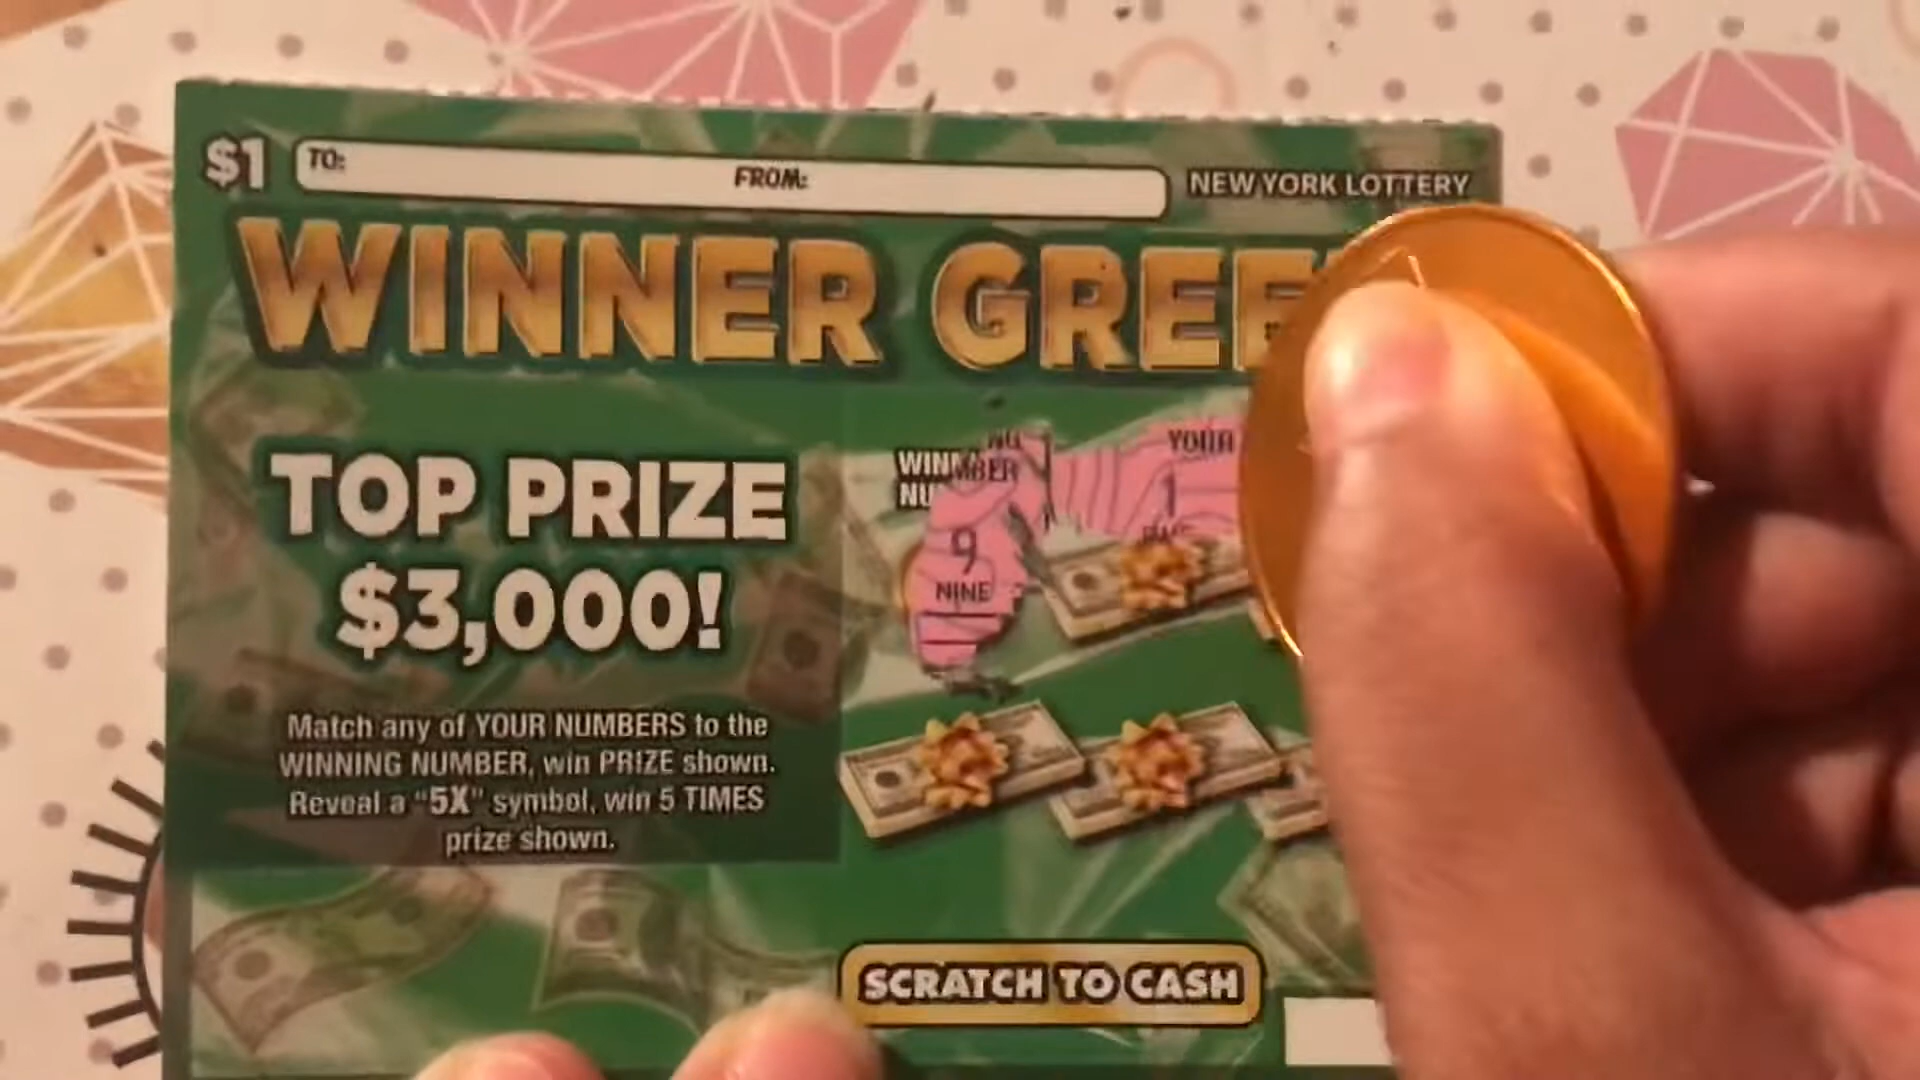 $1
TO:
FROM:
NEW YORK LOTTERY
WINNER GREE
TOP PRIZE
$3,000!
Match any of YOUR NUMBERS to the
WINNING NUMBER, win PRIZE shown.
Reveal a "5X" symbol, win 5 TIMES
prize shown.
YOUR
1
9
NINE
SCRATCH TO CASH